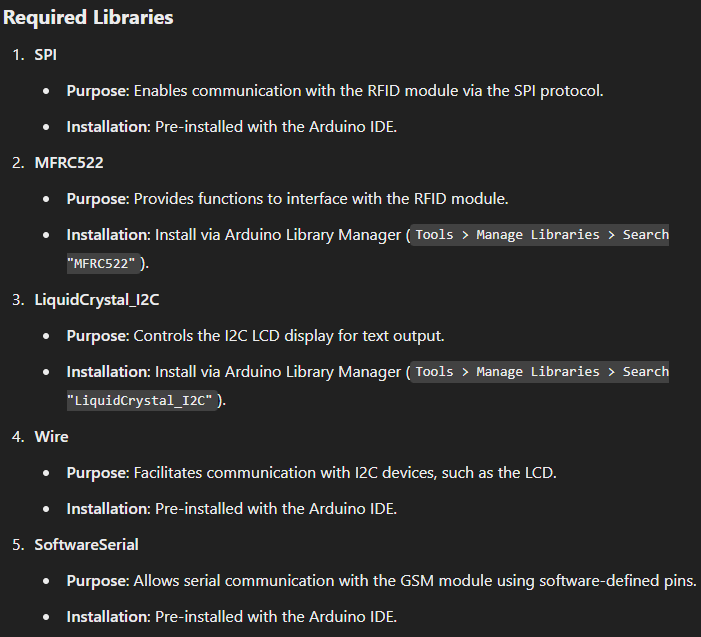 Required Libraries
1. SPI
• Purpose: Enables communication with the RFID module via the SPI protocol.
• Installation: Pre-installed with the Arduino IDE.
2. MFRC522
• Purpose: Provides functions to interface with the RFID module.
• Installation: Install via Arduino Library Manager ( Tools > Manage Libraries > Search
"MFRC522" ).
3. LiquidCrystal_I2C
• Purpose: Controls the I2C LCD display for text output.
• Installation: Install via Arduino Library Manager ( Tools > Manage Libraries > Search
"LiquidCrystal_I2C" ).
4. Wire
• Purpose: Facilitates communication with I2C devices, such as the LCD.
• Installation: Pre-installed with the Arduino IDE.
5. SoftwareSerial
• Purpose: Allows serial communication with the GSM module using software-defined pins.
• Installation: Pre-installed with the Arduino IDE.